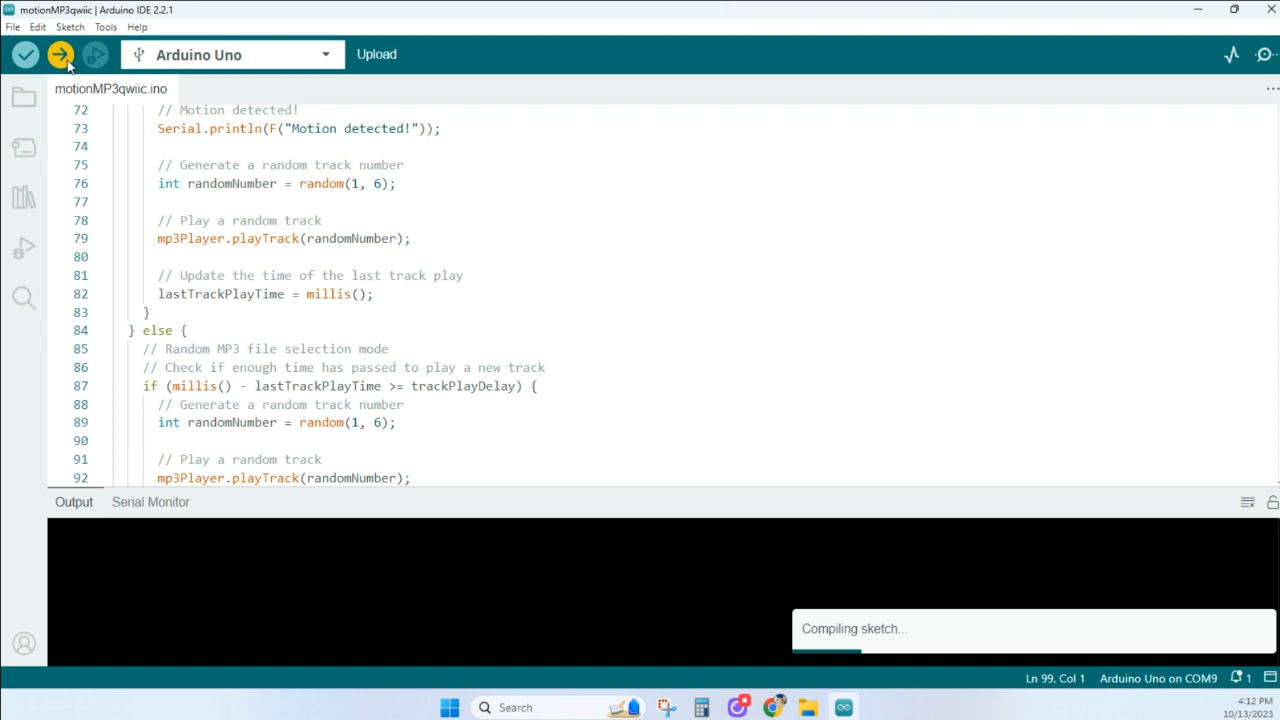 motionMP3qwiic | Arduino IDE 2.2.1
File Edit Sketch Tools Help
Arduino Uno
Upload
motionMP3qwiic.ino
72 // Motion detected!
73 Serial.println(F("Motion detected!"));
74
75 // Generate a random track number
76 int randomNumber = random(1, 6);
77
78 // Play a random track
79 mp3Player.playTrack(randomNumber);
80
81 // Update the time of the last track play
82 lastTrackPlayTime = millis();
83 }
84 } else {
85 // Random MP3 file selection mode
86 // Check if enough time has passed to play a new track
87 if (millis() - lastTrackPlayTime >= trackPlayDelay) {
88 // Generate a random track number
89 int randomNumber = random(1, 6);
90
91 // Play a random track
92 mp3Player.playTrack(randomNumber);
Output Serial Monitor
Compiling sketch...
Ln 99, Col 1 Arduino Uno on COM9 1
Search
4:12 PM
10/13/2023